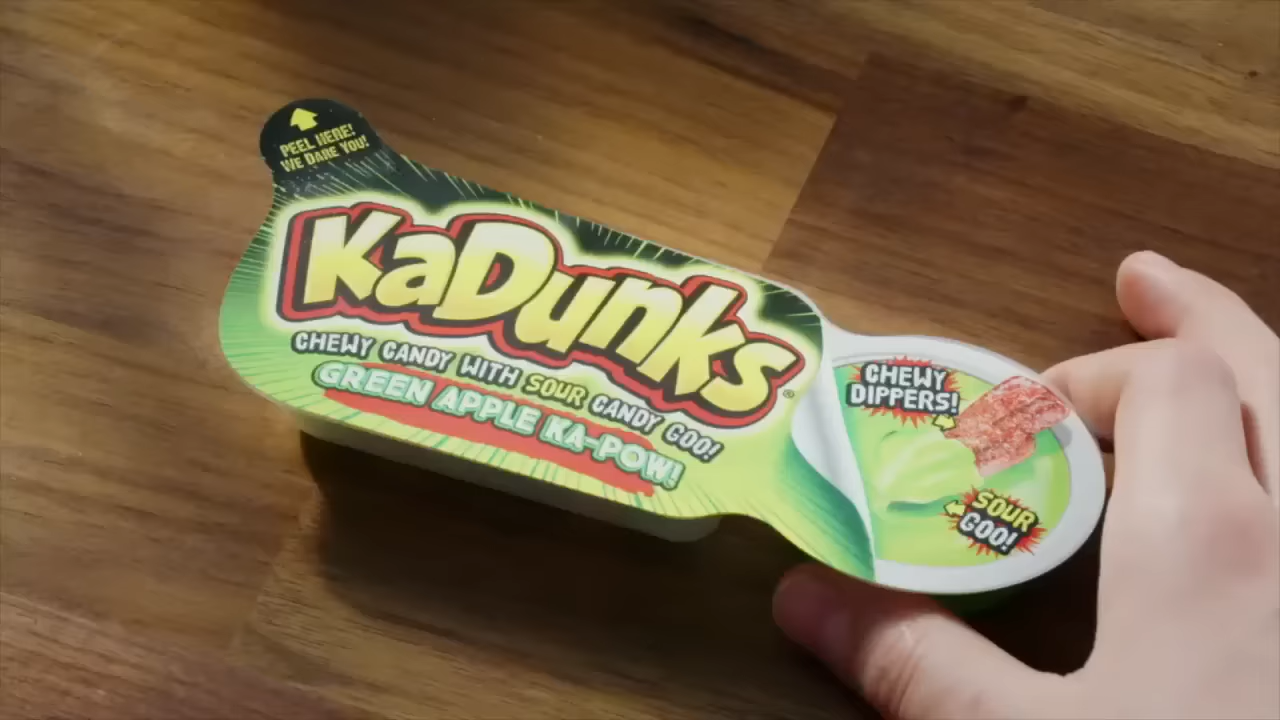 PEEL HERE!
WE DARE YOU!
KaDunks®
CHEWY CANDY WITH SOUR CANDY GOO!
GREEN APPLE KA-POW!
CHEWY
DIPPERS!
SOUR
GOO!